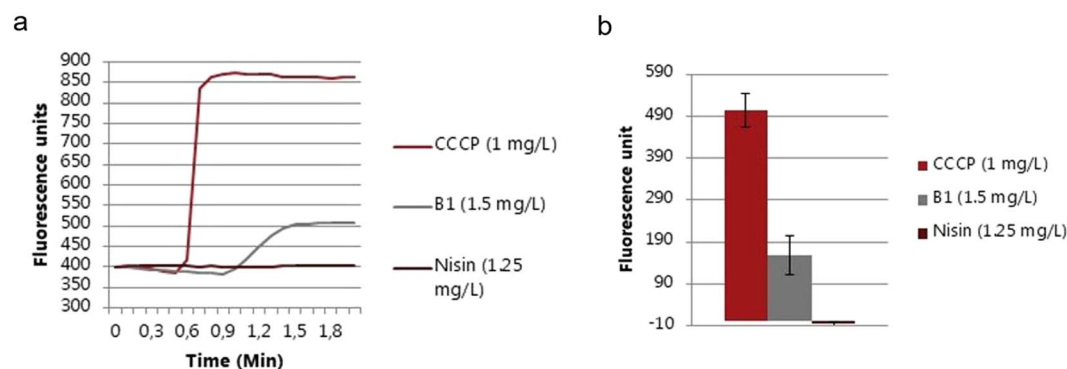 a
900
850
800
750
700
650
600
550
500
450
400
350
300
Fluorescence units
0 0,3 0,6 0,9 1,2 1,5 1,8
Time (Min)
CCCP (1 mg/L)
B1 (1.5 mg/L)
Nisin (1.25
mg/L)
b
590
490
390
290
190
90
-10
Fluorescence unit
CCCP (1 mg/L)
B1 (1.5 mg/L)
Nisin (1.25 mg/L)